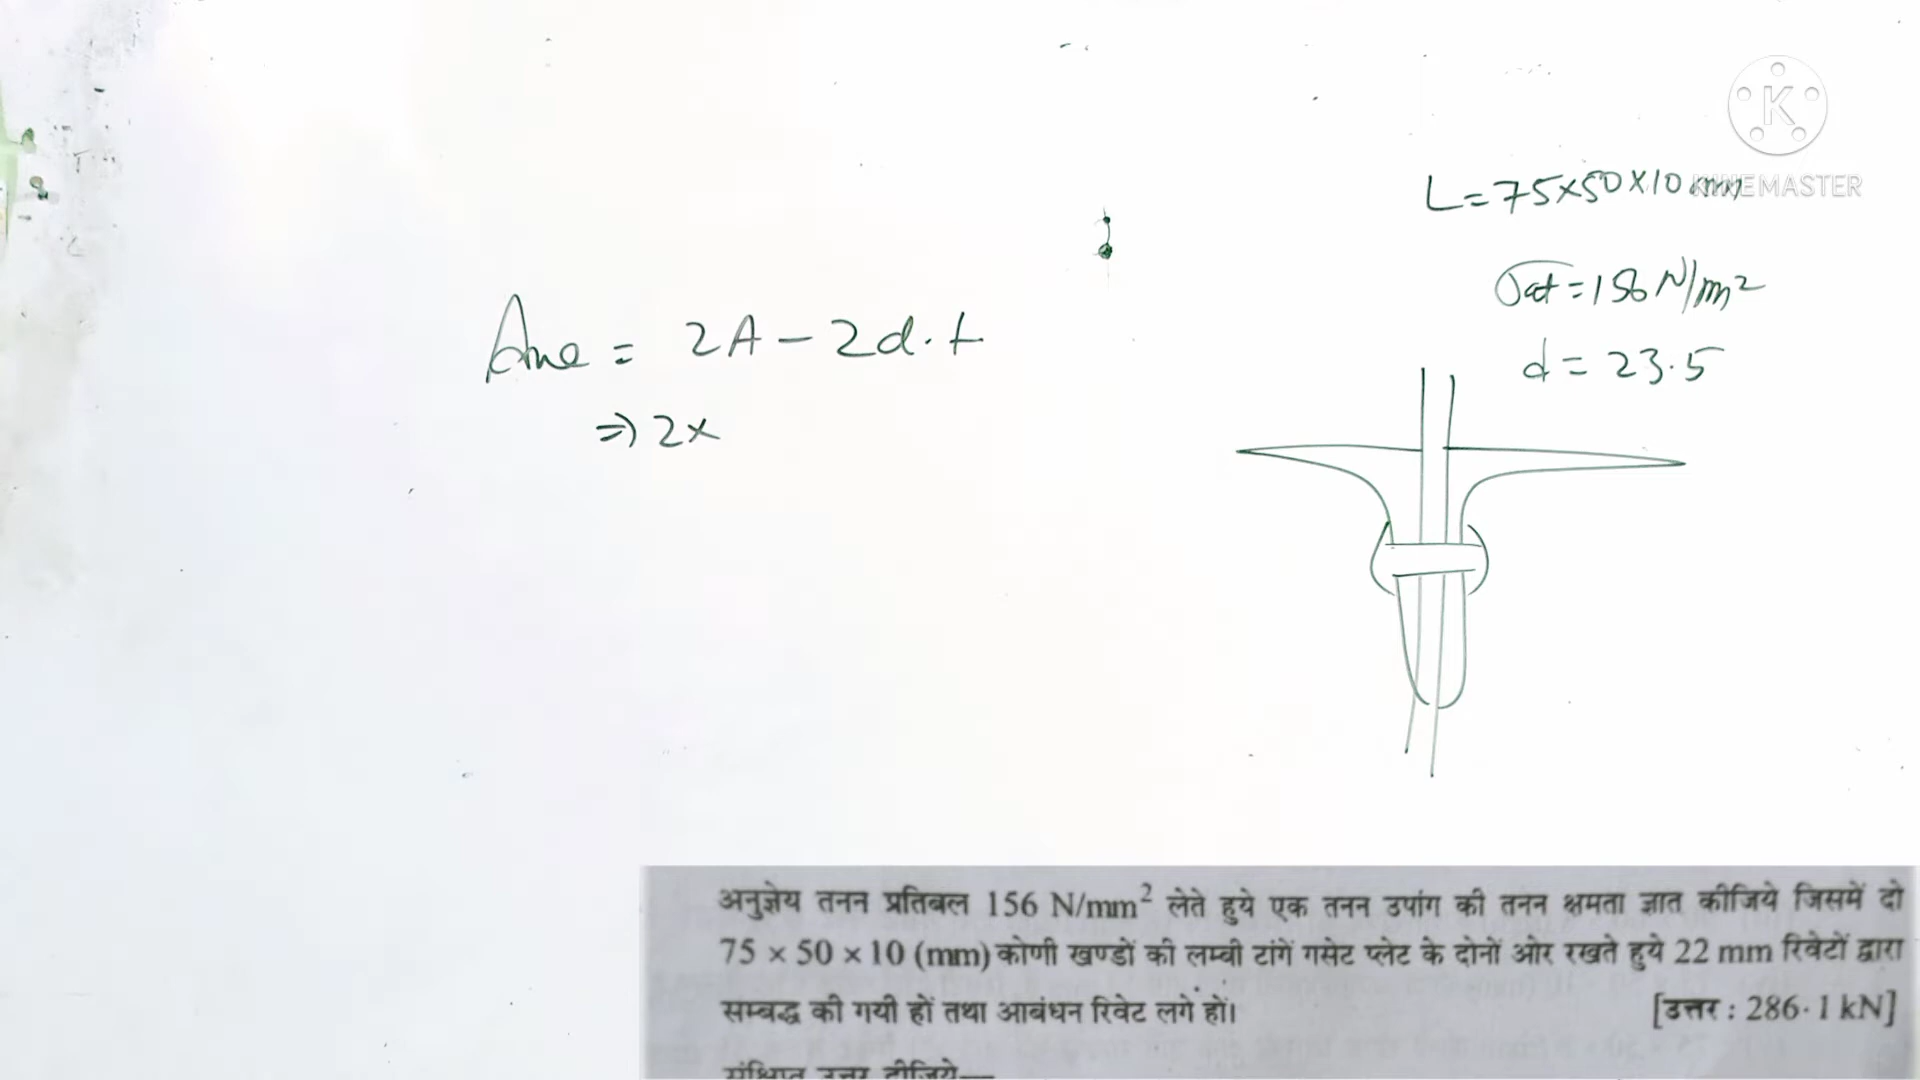 K
KINEMASTER
L = 75×50×10 mm
σat = 156 N/mm²
d = 23.5
Ane = 2A – 2d.t
⇒ 2×
अनुज्ञेय तनन प्रतिबल 156 N/mm² लेते हुये एक तनन उपांग की तनन क्षमता ज्ञात कीजिये जिसमें दो
75 × 50 × 10 (mm) कोणी खण्डों की लम्बी टांगें गसेट प्लेट के दोनों ओर रखते हुये 22 mm रिवेटों द्वारा
सम्बद्ध की गयी हों तथा आबंधन रिवेट लगे हों। [उत्तर : 286·1 kN]
संक्षिप्त उत्तर दीजिये—